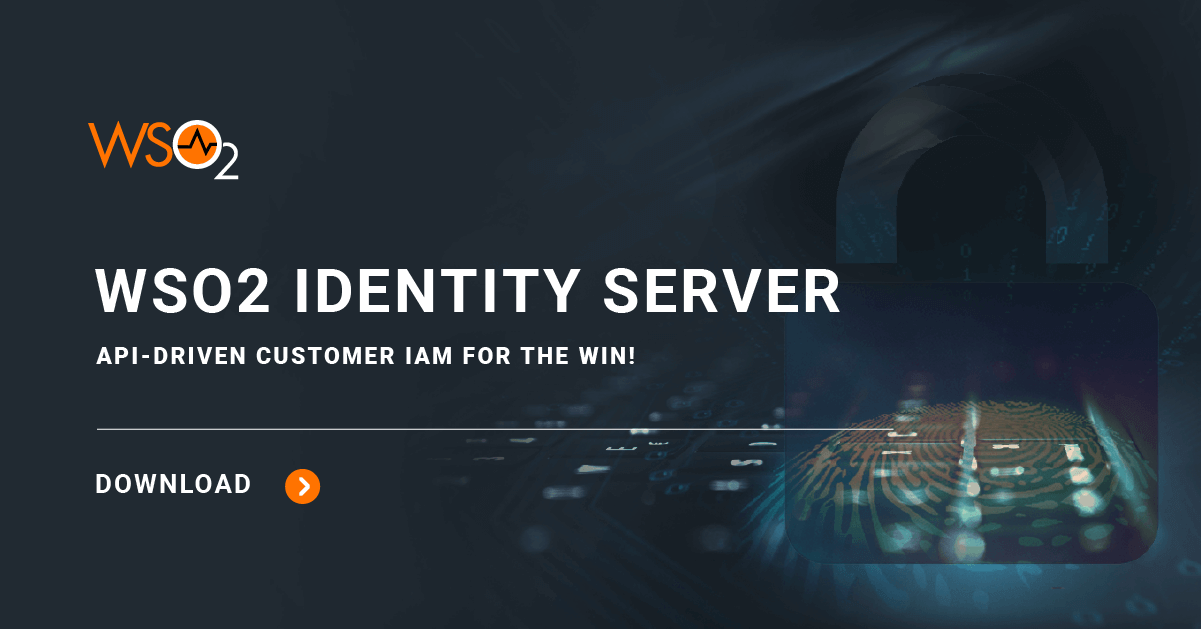 WSO2
WSO2 IDENTITY SERVER
API-DRIVEN CUSTOMER IAM FOR THE WIN!
DOWNLOAD